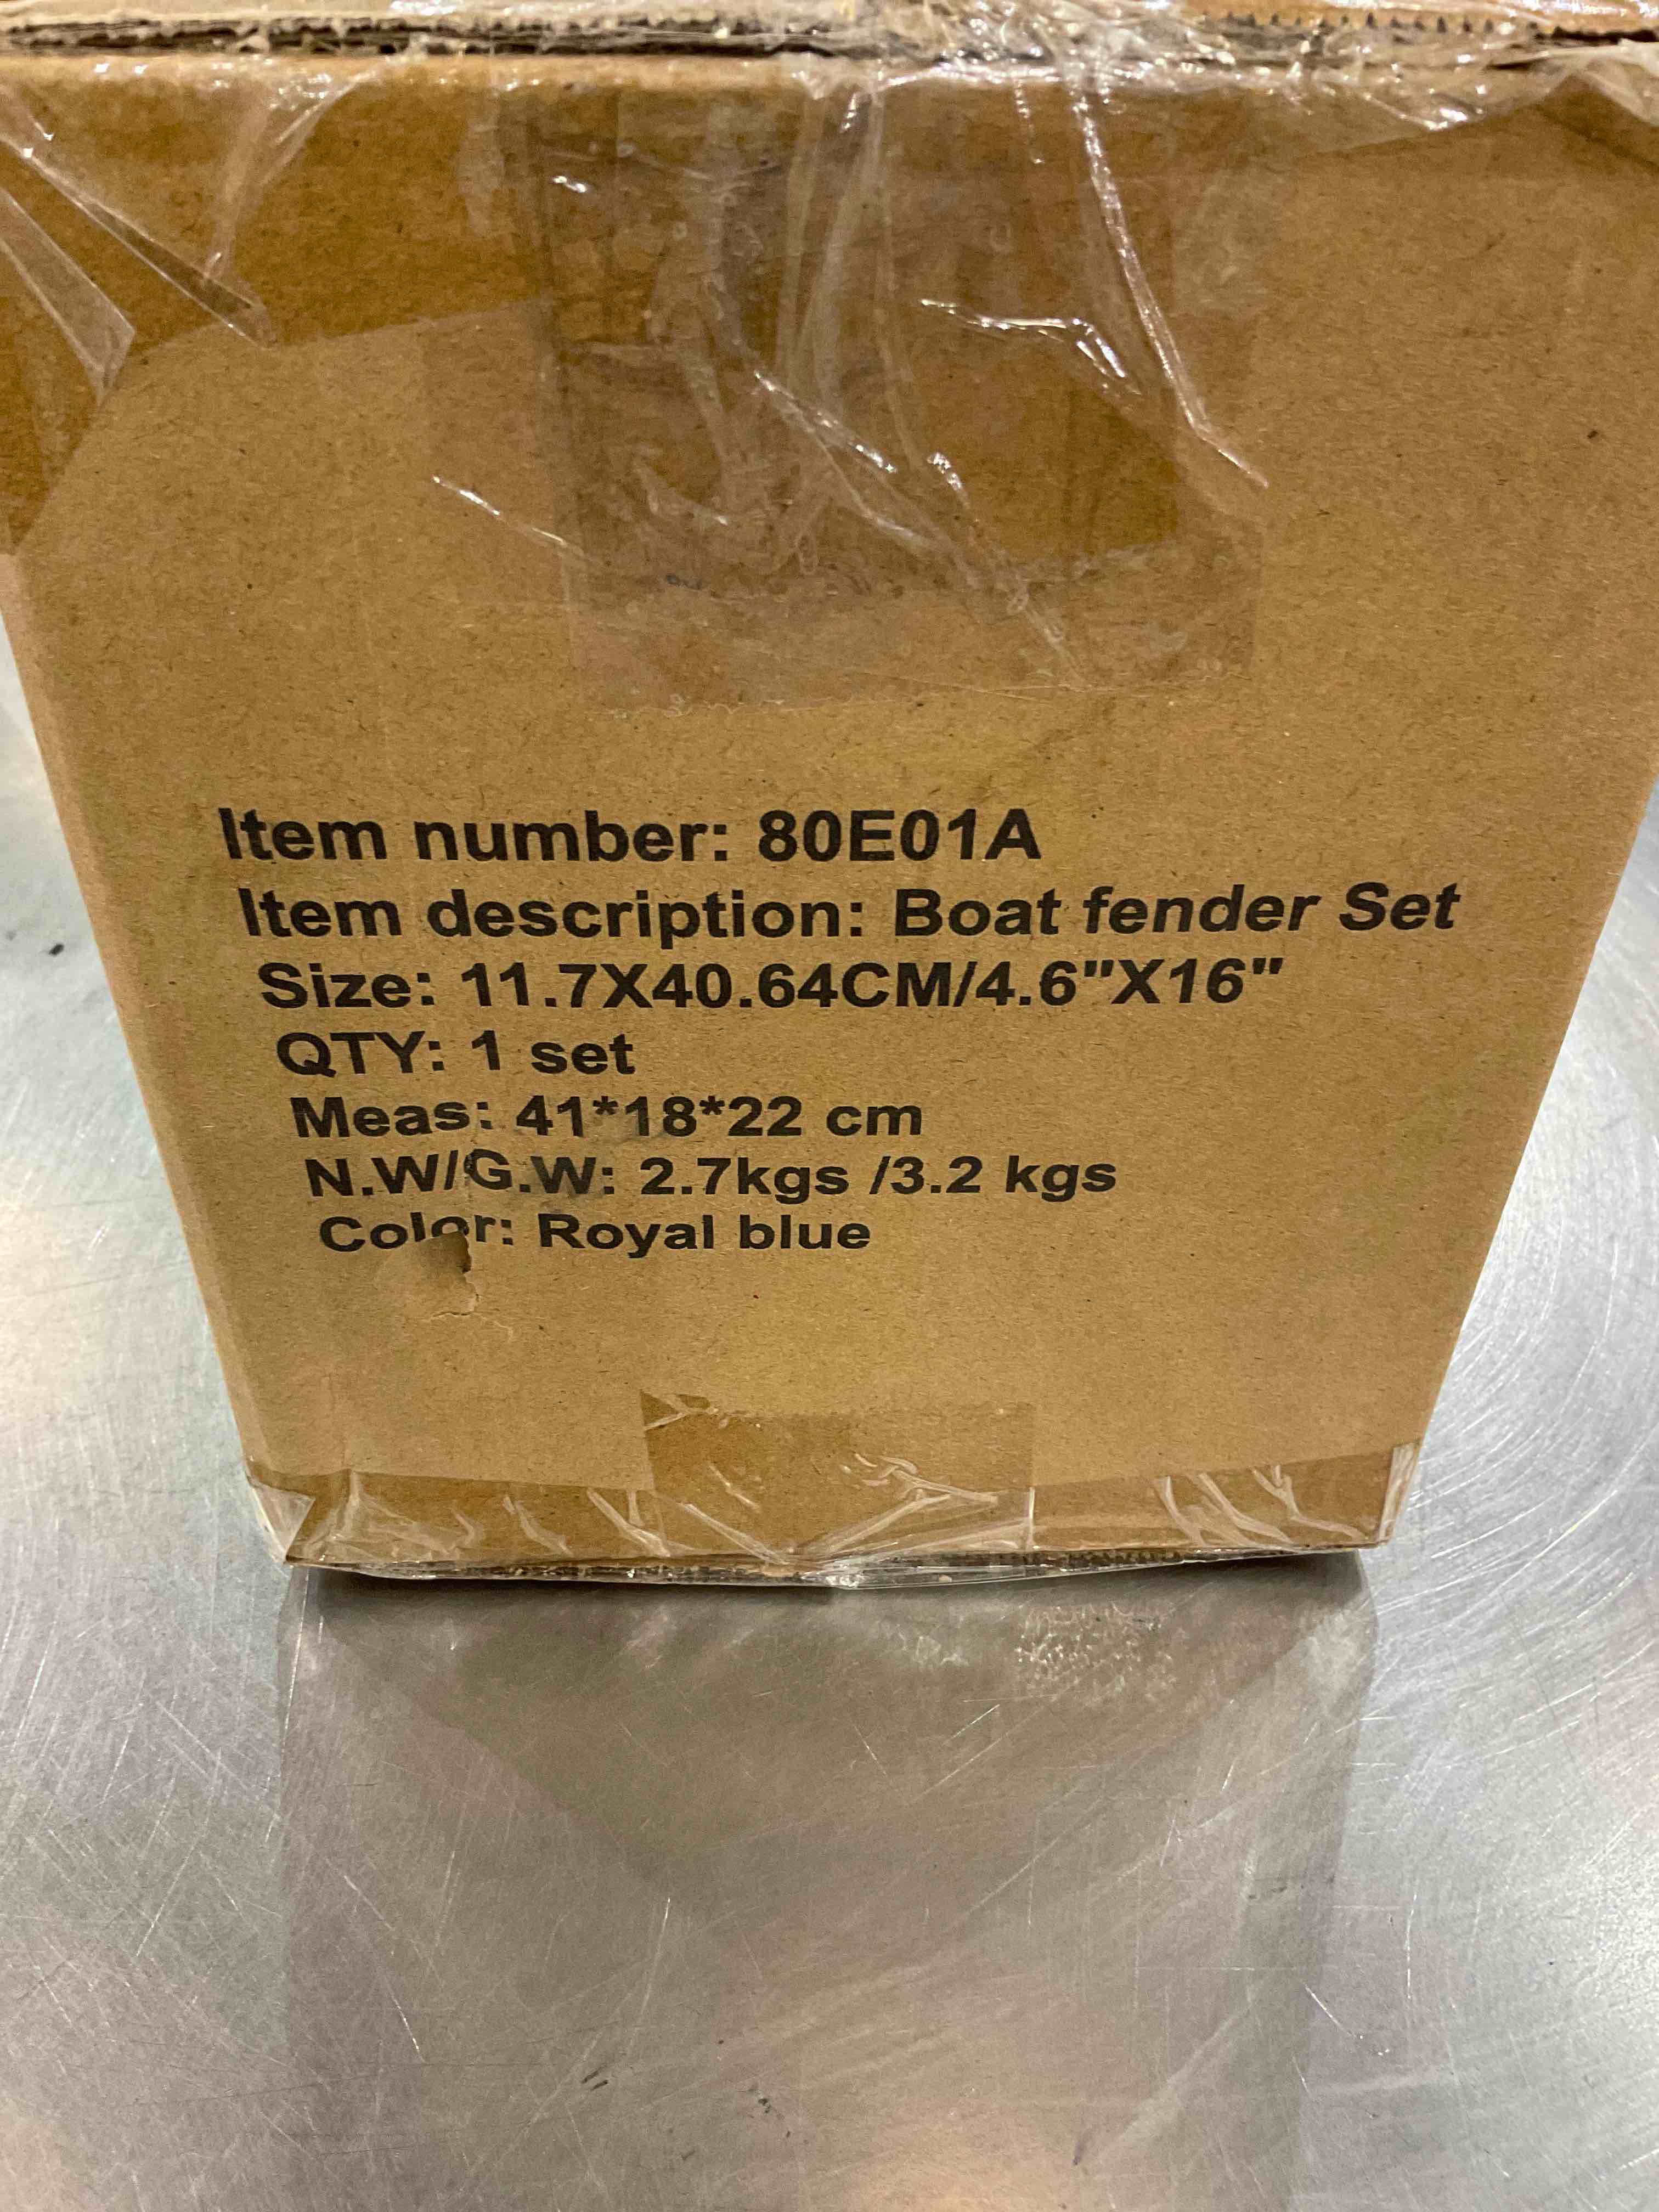 Item number: 80E01A
Item description: Boat fender Set
Size: 11.7X40.64CM/4.6"X16"
QTY: 1 set
Meas: 41*18*22 cm
N.W/G.W: 2.7kgs /3.2 kgs
Color: Royal blue